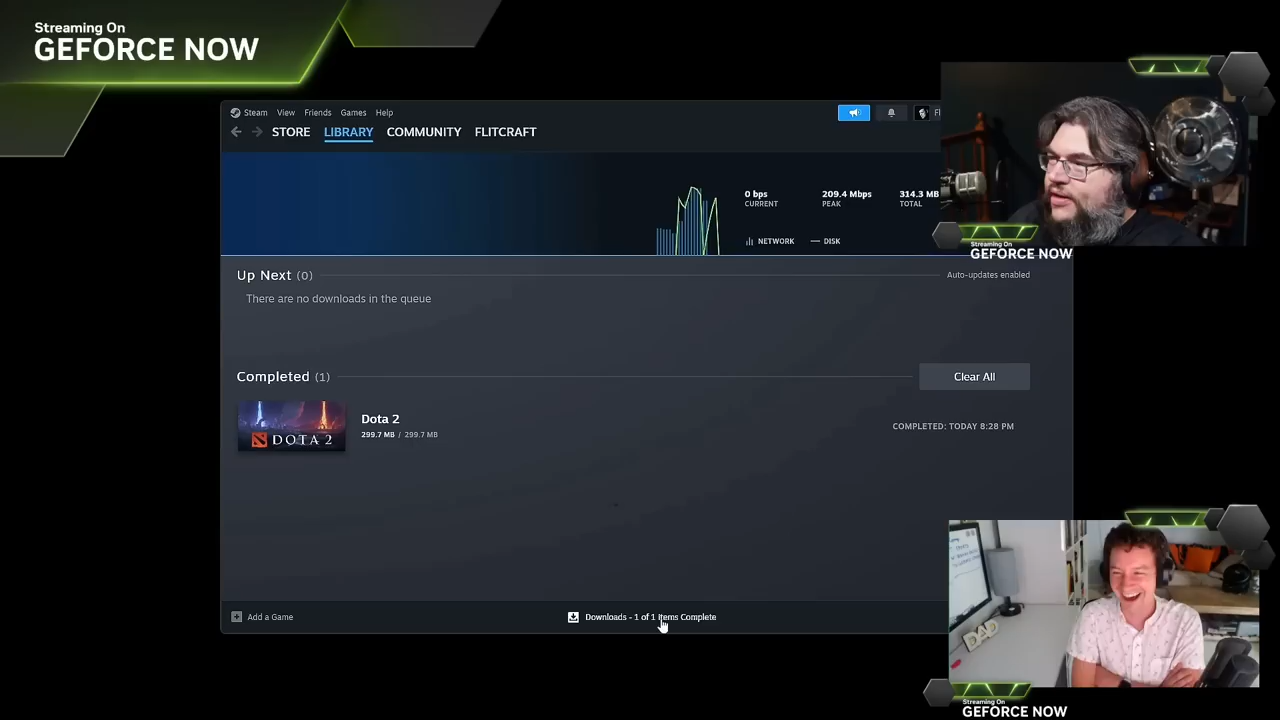 Streaming On
GEFORCE NOW
Steam View Friends Games Help
STORE LIBRARY COMMUNITY FLITCRAFT
0 bps
CURRENT
209.4 Mbps
PEAK
314.3 MB
TOTAL
NETWORK
DISK
Streaming On
GEFORCE NOW
Up Next (0)
Auto-updates enabled
There are no downloads in the queue
Completed (1)
Clear All
DOTA 2
Dota 2
299.7 MB / 299.7 MB
COMPLETED: TODAY 8:28 PM
DAD
Add a Game
Downloads - 1 of 1 Items Complete
Streaming On
GEFORCE NOW